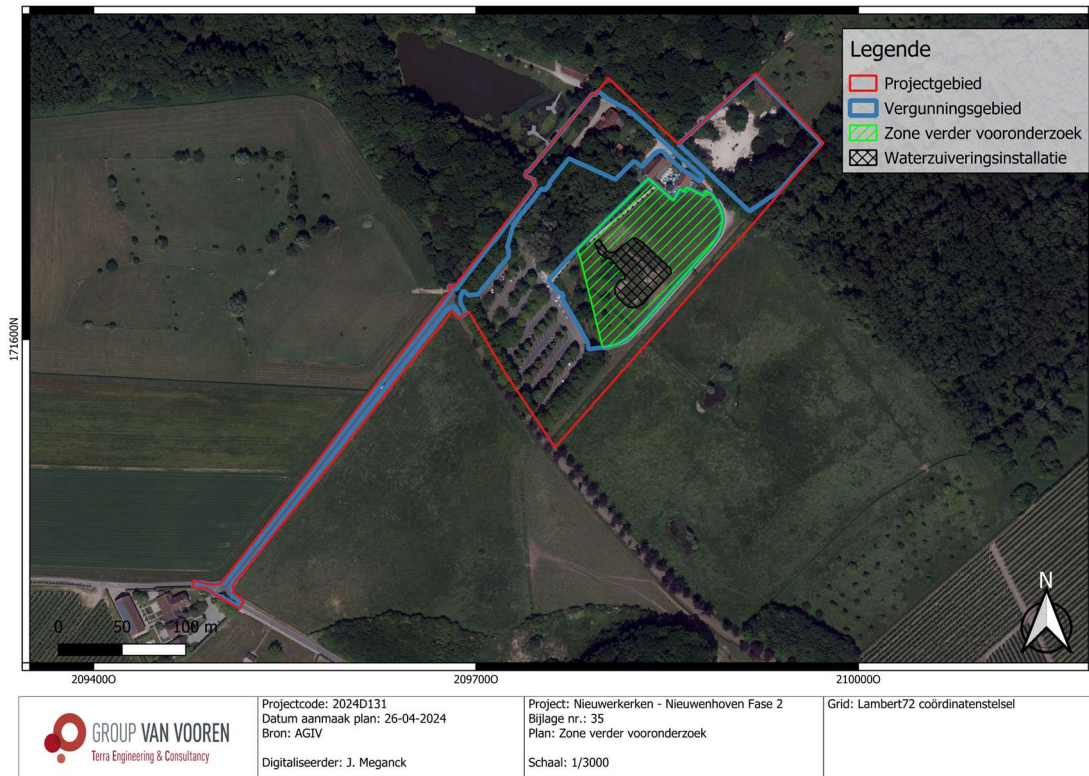 Legende
Projectgebied
Vergunningsgebied
Zone verder vooronderzoek
Waterzuiveringsinstallatie
171600N
N
0 50 100 m
209400O 209700O 210000O
GROUP VAN VOOREN
Terra Engineering & Consultancy
Projectcode: 2024D131
Datum aanmaak plan: 26-04-2024
Bron: AGIV
Digitaliseerder: J. Meganck
Project: Nieuwerkerken - Nieuwenhoven Fase 2
Bijlage nr.: 35
Plan: Zone verder vooronderzoek
Schaal: 1/3000
Grid: Lambert72 coördinatenstelsel